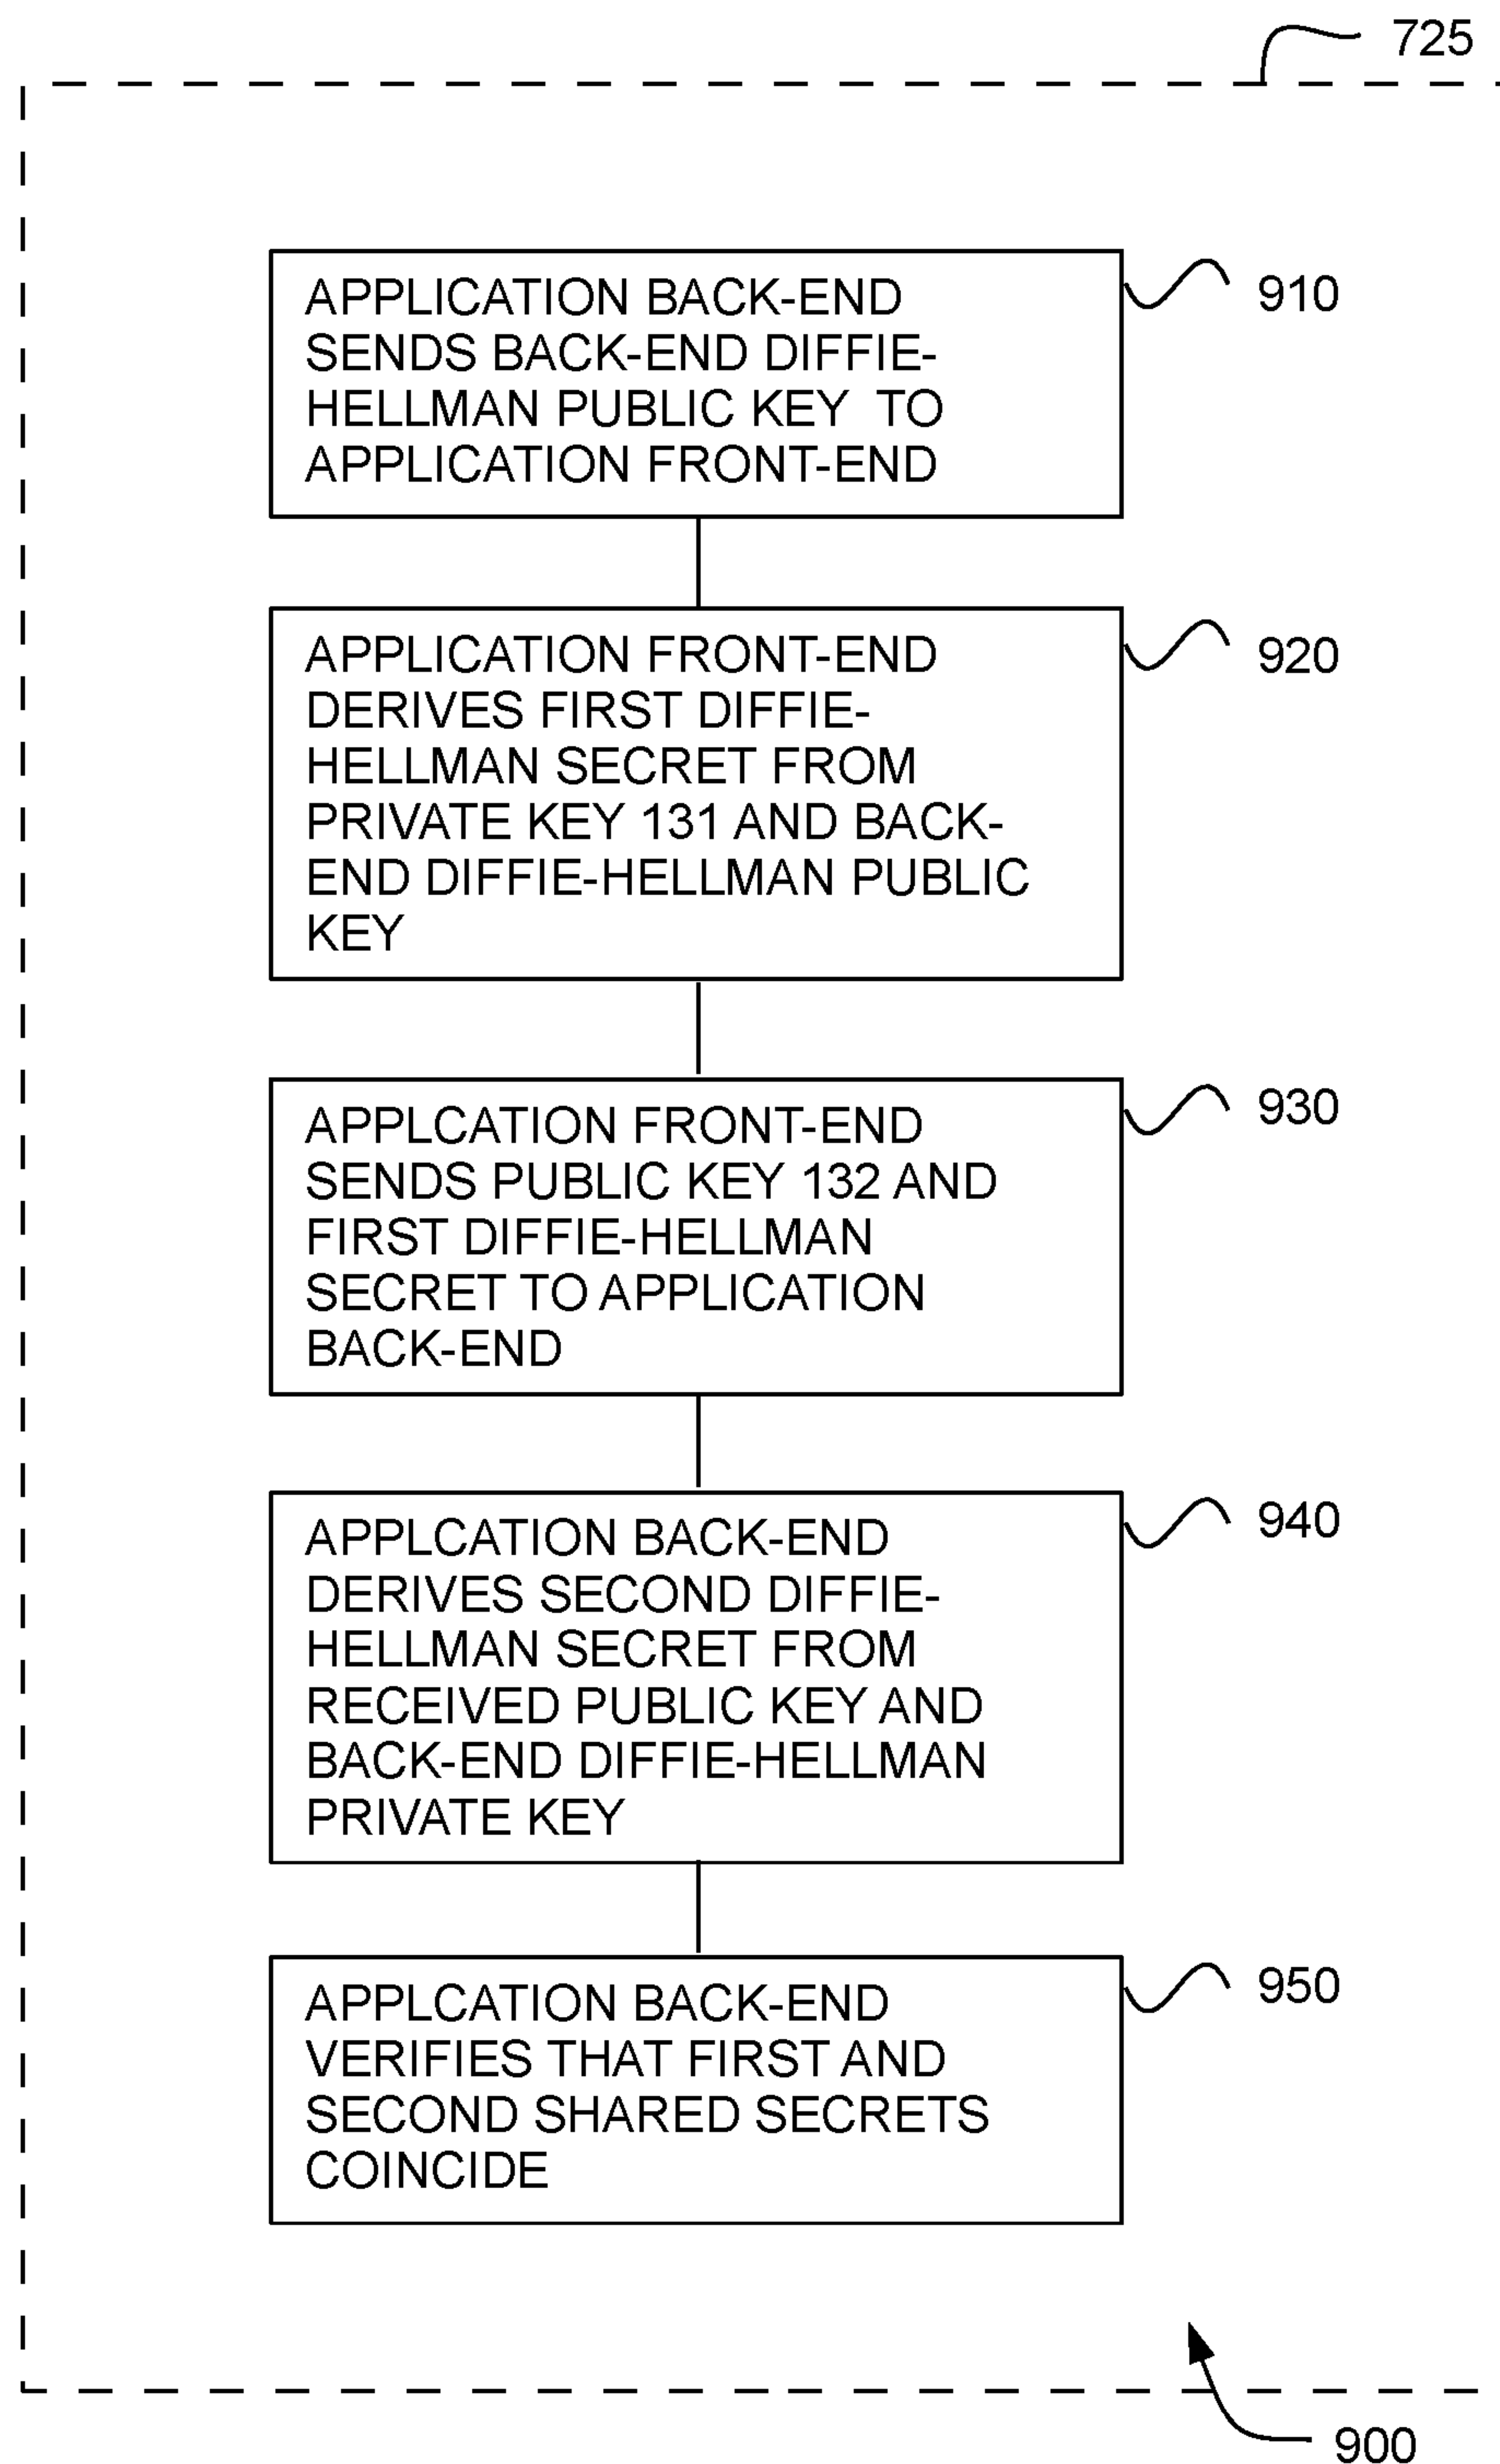 725
APPLICATION BACK-END
SENDS BACK-END DIFFIE-
HELLMAN PUBLIC KEY TO
APPLICATION FRONT-END
910
APPLICATION FRONT-END
DERIVES FIRST DIFFIE-
HELLMAN SECRET FROM
PRIVATE KEY 131 AND BACK-
END DIFFIE-HELLMAN PUBLIC
KEY
920
APPLCATION FRONT-END
SENDS PUBLIC KEY 132 AND
FIRST DIFFIE-HELLMAN
SECRET TO APPLICATION
BACK-END
930
APPLCATION BACK-END
DERIVES SECOND DIFFIE-
HELLMAN SECRET FROM
RECEIVED PUBLIC KEY AND
BACK-END DIFFIE-HELLMAN
PRIVATE KEY
940
APPLCATION BACK-END
VERIFIES THAT FIRST AND
SECOND SHARED SECRETS
COINCIDE
950
900